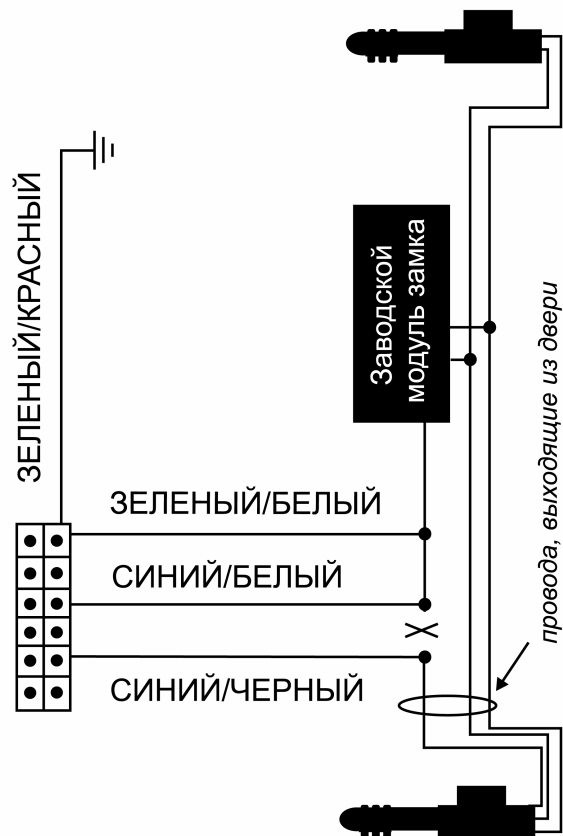 ЗЕЛЕНЫЙ/КРАСНЫЙ
Заводской
модуль замка
провода, выходящие из двери
ЗЕЛЕНЫЙ/БЕЛЫЙ
СИНИЙ/БЕЛЫЙ
СИНИЙ/ЧЕРНЫЙ